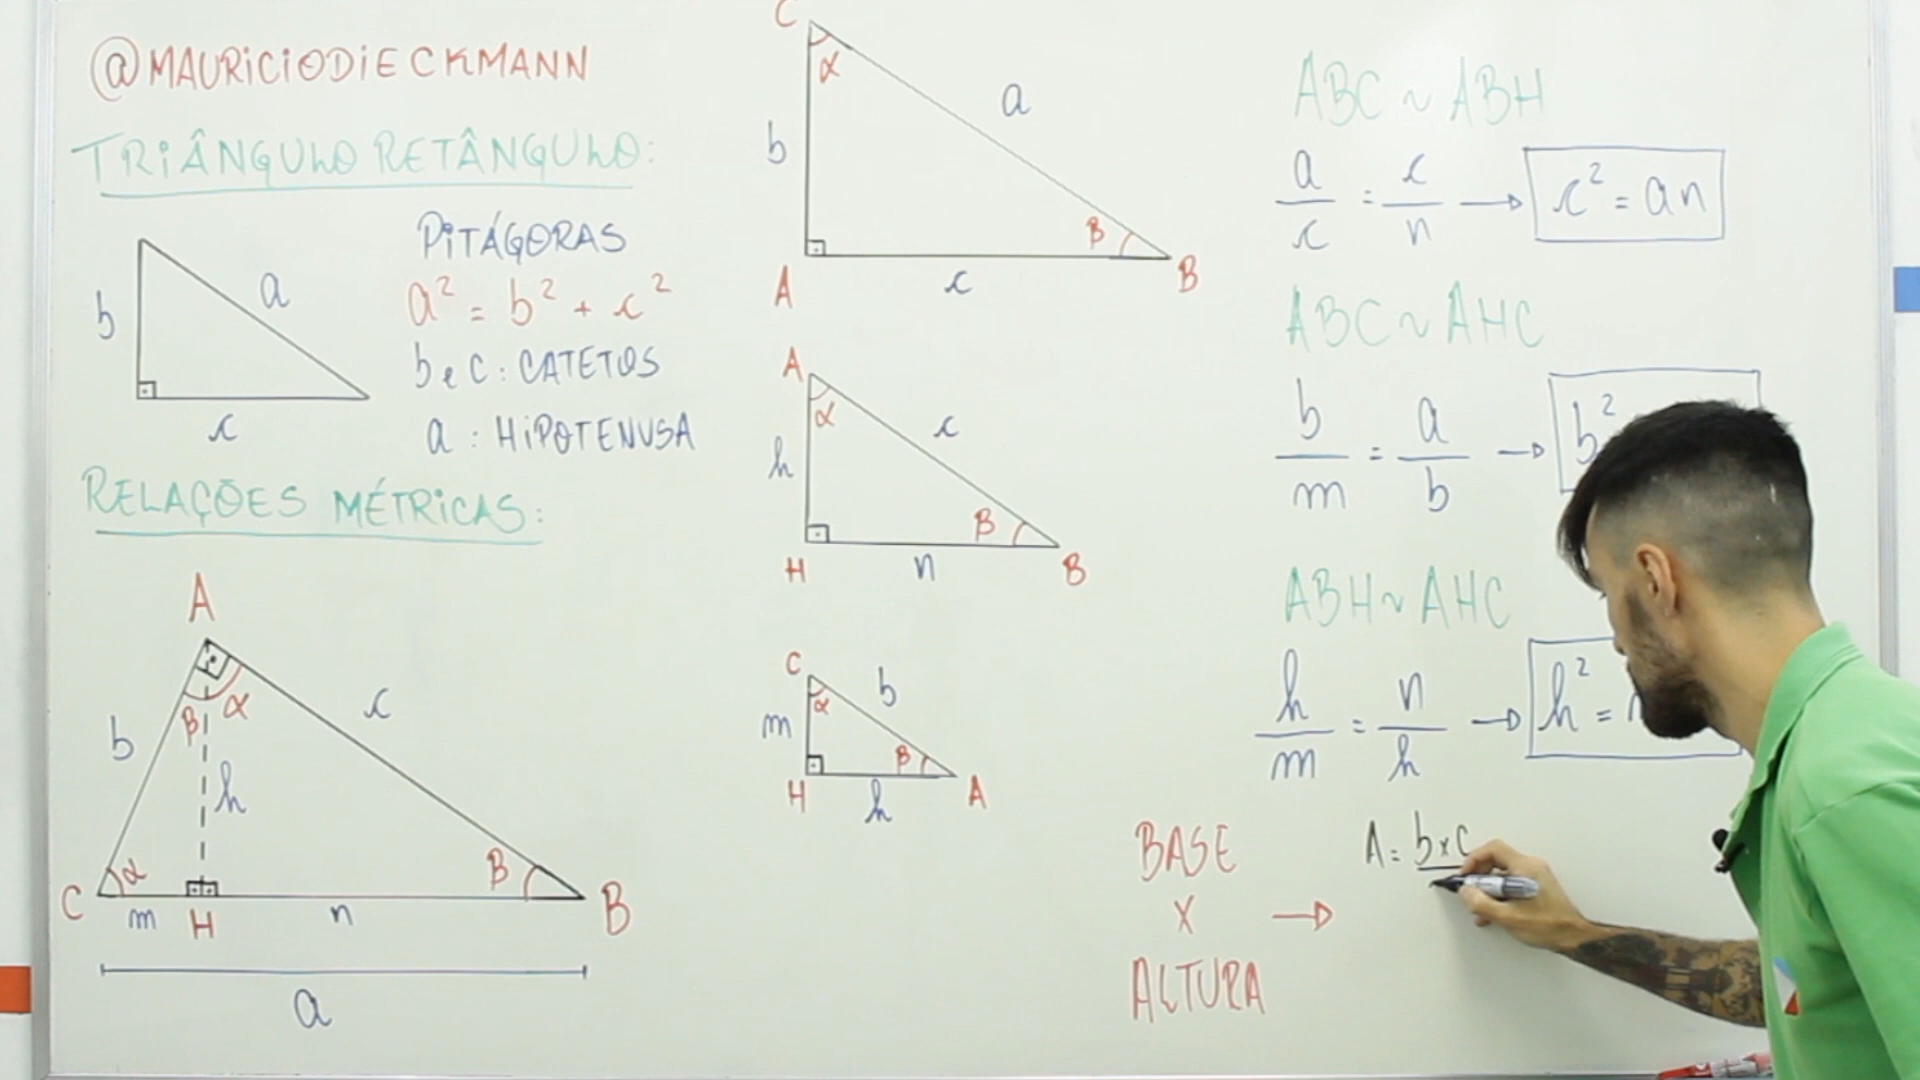 @MAURICIODIECKMANN
TRIÂNGULO RETÂNGULO:
b
a
c
PITÁGORAS
a² = b² + c²
b e c : CATETOS
a : HIPOTENUSA
RELAÇÕES MÉTRICAS:
A
b
β α
c
h
C α
β B
m H n
a
C
α
b
a
β
A
c
B
A
α
h
c
β
H
n
B
C
α
b
m
β
H
h
A
ABC ~ ABH
a/c = c/n → c² = an
ABC ~ AHC
b/m = a/b → b²
ABH ~ AHC
h/m = n/h → h² =
BASE
X →
ALTURA
A = b x c